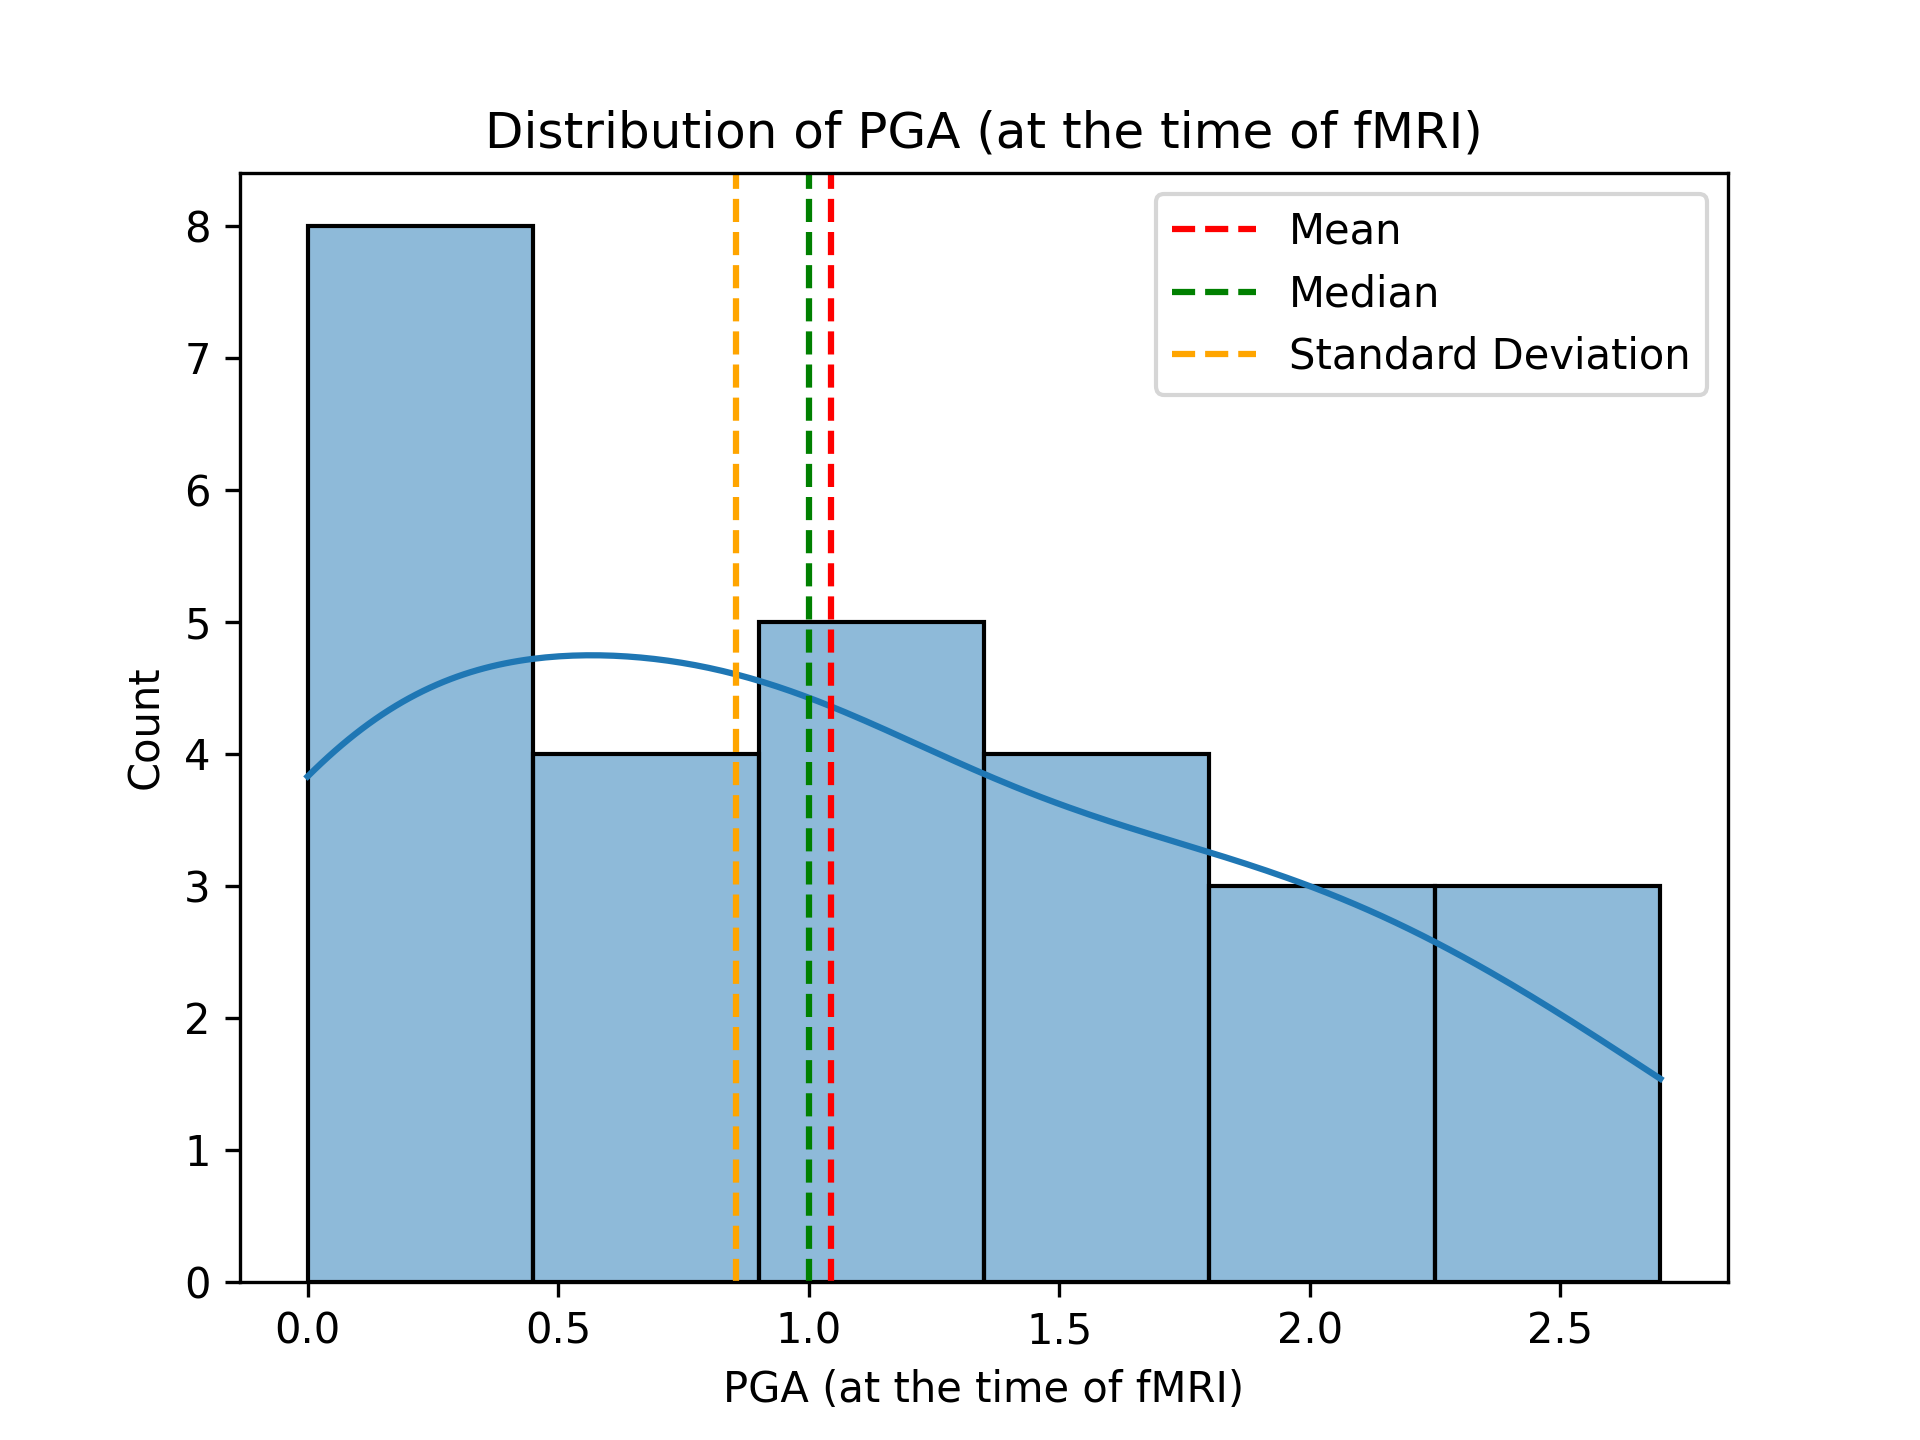 Distribution of PGA (at the time of fMRI)
Mean
Median
Standard Deviation
8
7
6
5
4
3
2
1
0
Count
0.0 0.5 1.0 1.5 2.0 2.5
PGA (at the time of fMRI)